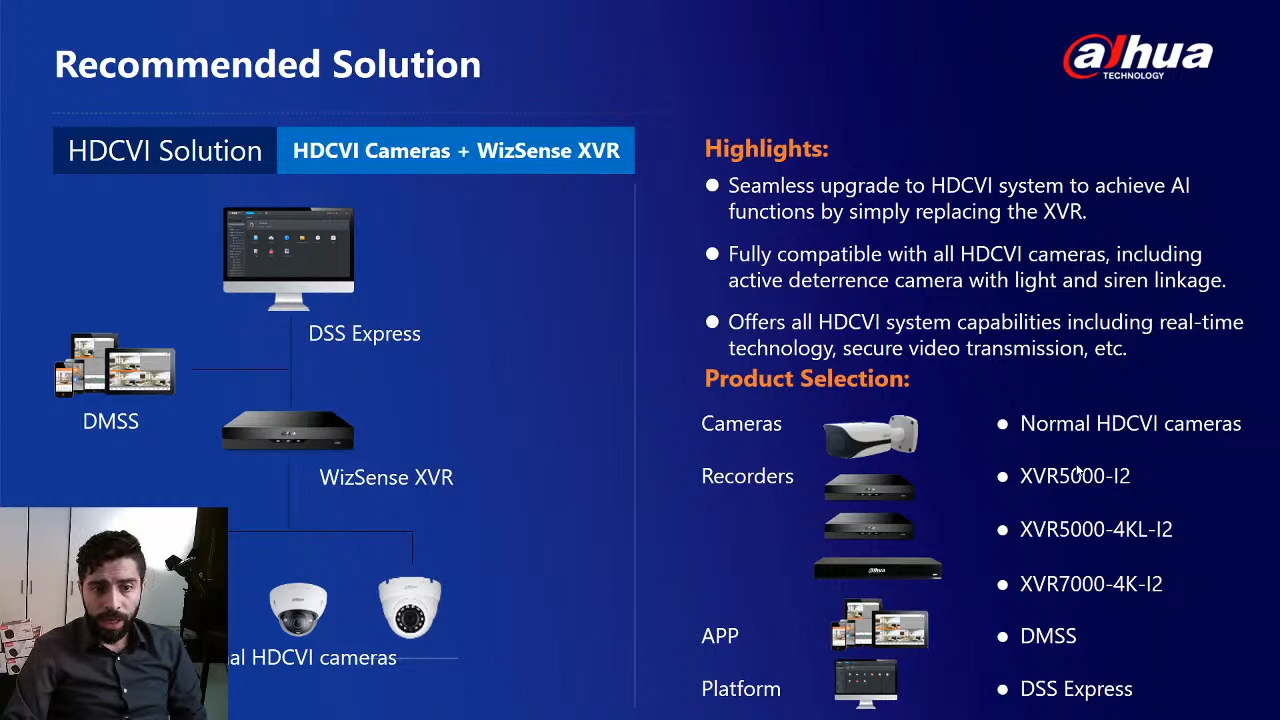 Recommended Solution
alhua
TECHNOLOGY
HDCVI Solution
HDCVI Cameras + WizSense XVR
DSS Express
DMSS
WizSense XVR
al HDCVI cameras
Highlights:
Seamless upgrade to HDCVI system to achieve AI
functions by simply replacing the XVR.
Fully compatible with all HDCVI cameras, including
active deterrence camera with light and siren linkage.
Offers all HDCVI system capabilities including real-time
technology, secure video transmission, etc.
Product Selection:
Cameras
Normal HDCVI cameras
Recorders
XVR5000-I2
XVR5000-4KL-I2
alhua
XVR7000-4K-I2
APP
DMSS
Platform
DSS Express